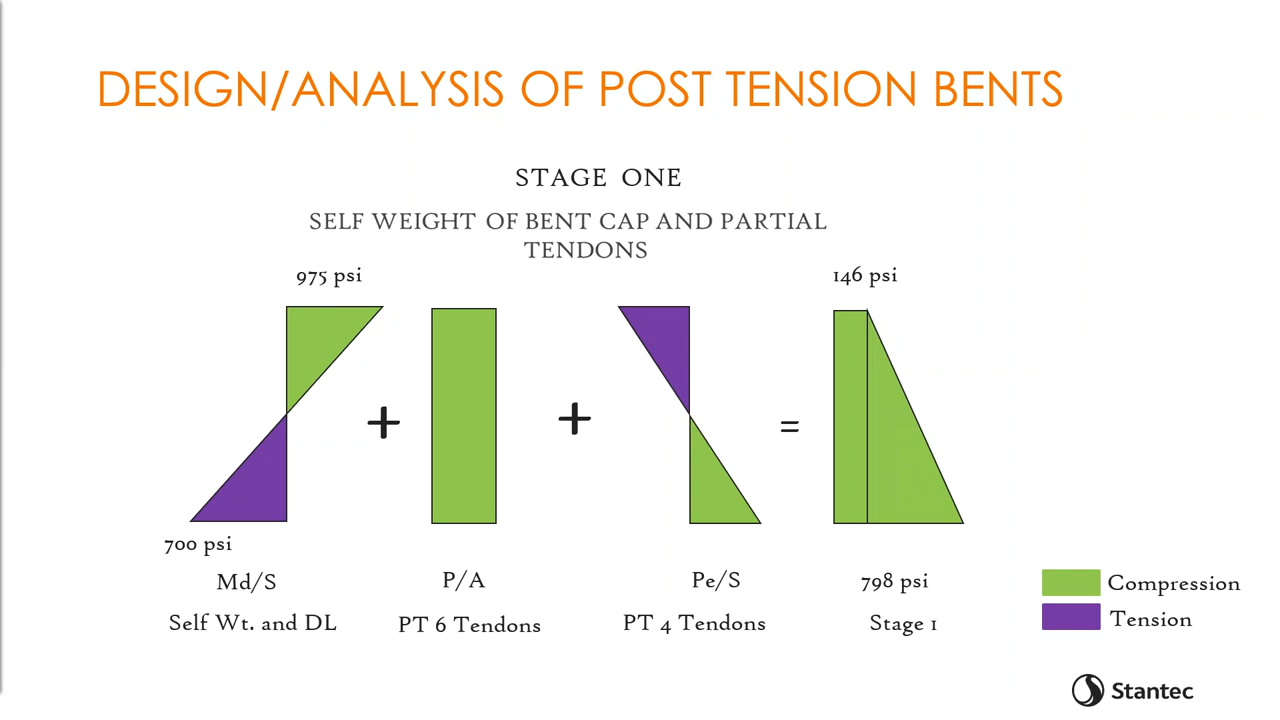 DESIGN/ANALYSIS OF POST TENSION BENTS
STAGE ONE
SELF WEIGHT OF BENT CAP AND PARTIAL
TENDONS
975 psi
146 psi
+
+
=
700 psi
Md/S
P/A
Pe/S
798 psi
Self Wt. and DL
PT 6 Tendons
PT 4 Tendons
Stage 1
Compression
Tension
Stantec